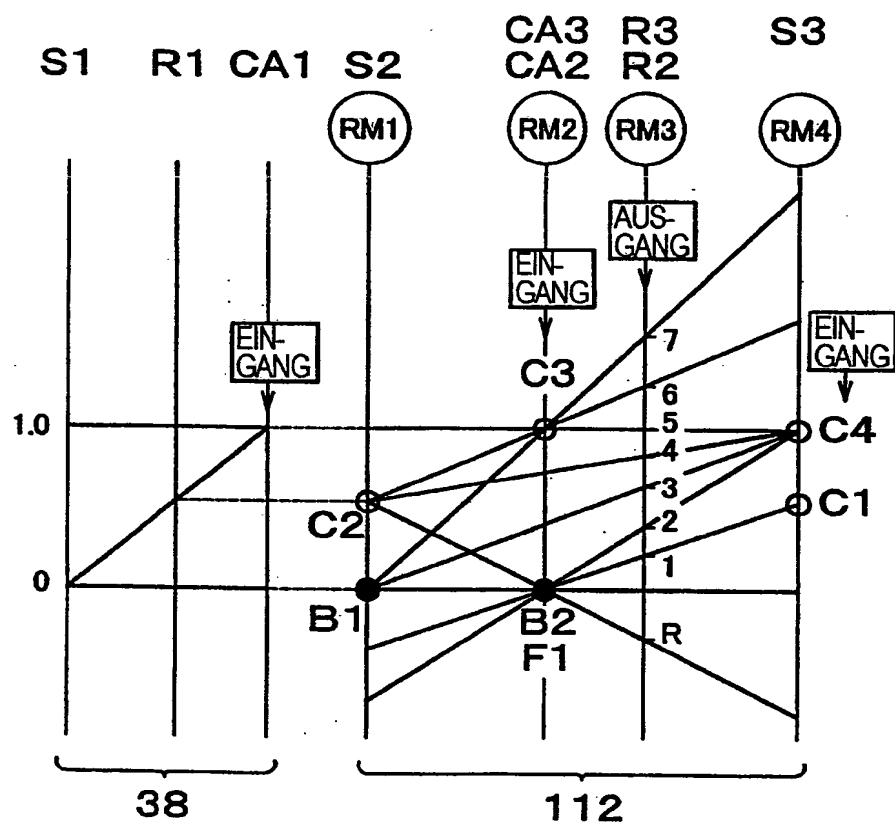 CA3 R3 S3
S1 R1 CA1 S2 CA2 R2
RM1 RM2 RM3 RM4
AUS-
GANG
EIN-
GANG
EIN-
GANG
EIN-
GANG
7
C3
6
1.0
5
C4
4
3
C1
C2
2
1
0
B1
B2
R
F1
38
112